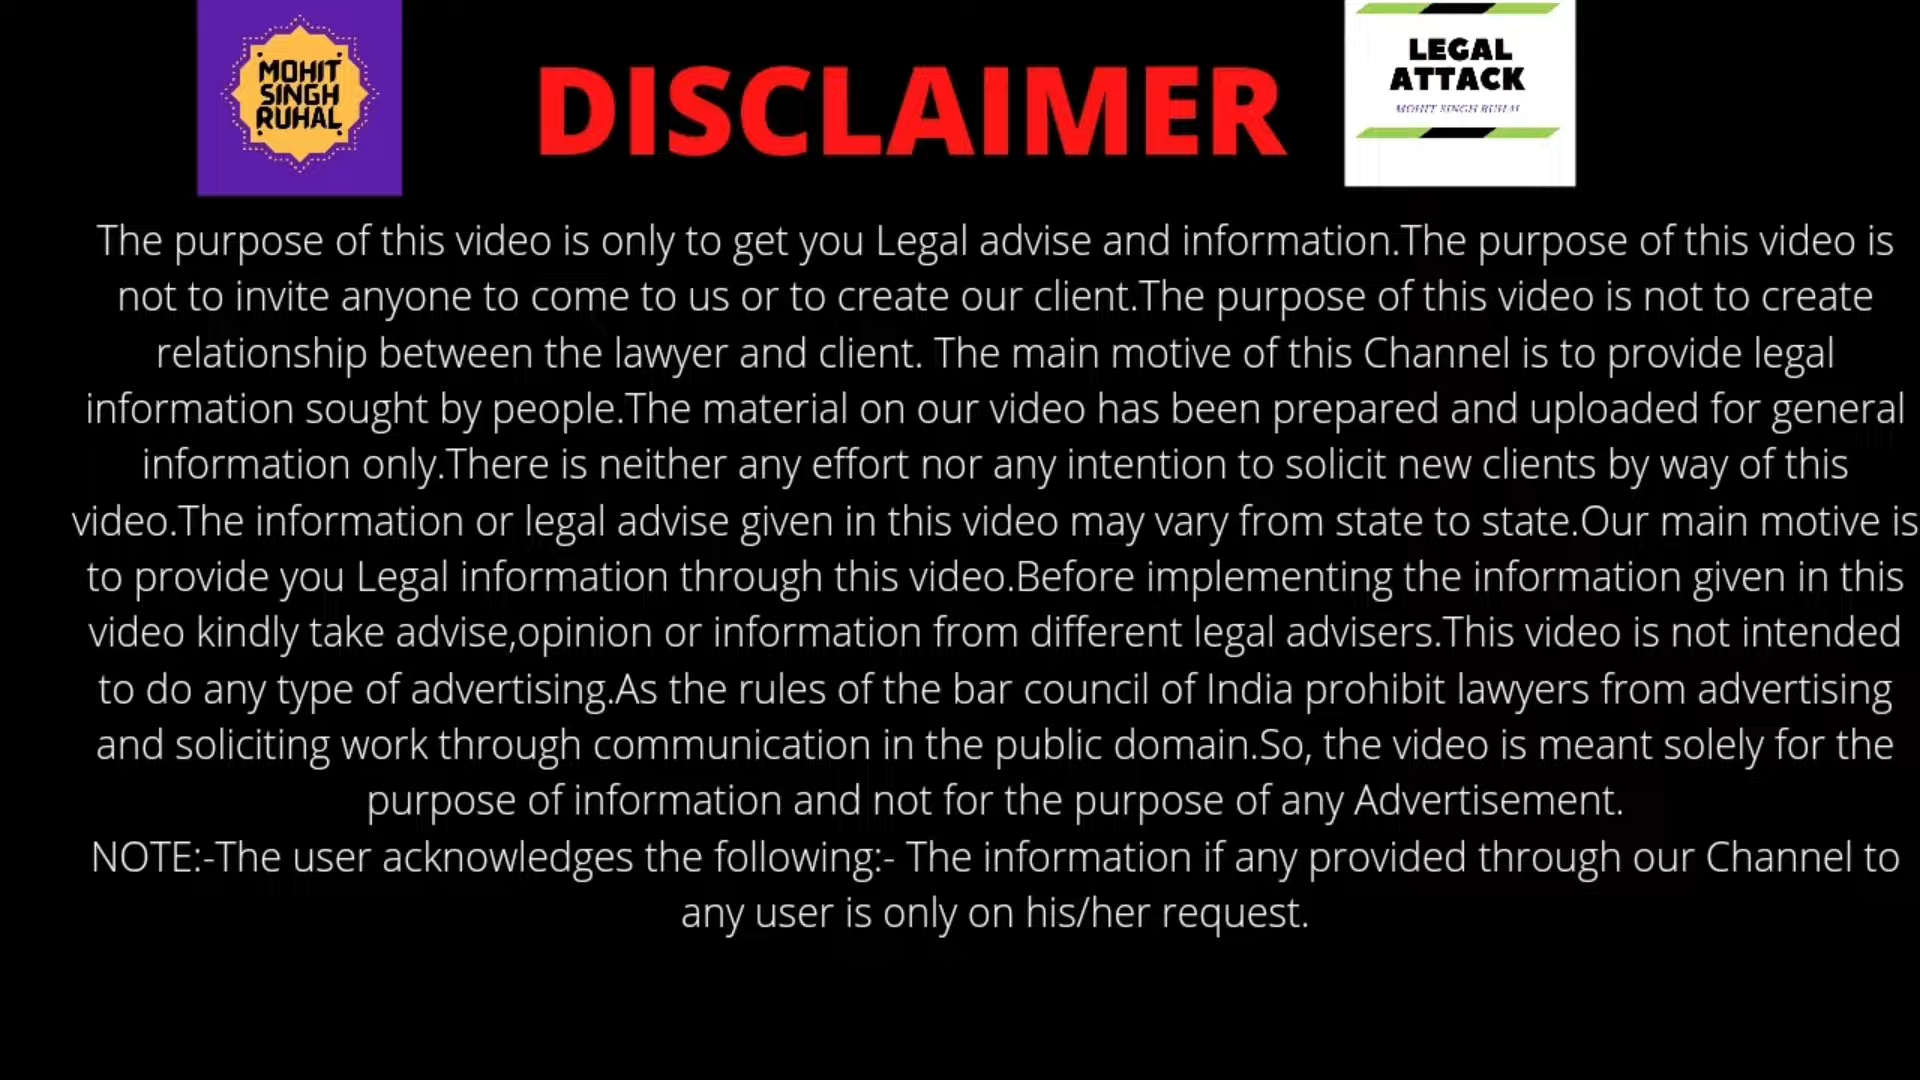 MOHIT
SINGH
RUHAL
DISCLAIMER
LEGAL
ATTACK
MOHIT SINGH RUHAL
The purpose of this video is only to get you Legal advise and information.The purpose of this video is
not to invite anyone to come to us or to create our client.The purpose of this video is not to create
relationship between the lawyer and client. The main motive of this Channel is to provide legal
information sought by people.The material on our video has been prepared and uploaded for general
information only.There is neither any effort nor any intention to solicit new clients by way of this
video.The information or legal advise given in this video may vary from state to state.Our main motive is
to provide you Legal information through this video.Before implementing the information given in this
video kindly take advise,opinion or information from different legal advisers.This video is not intended
to do any type of advertising.As the rules of the bar council of India prohibit lawyers from advertising
and soliciting work through communication in the public domain.So, the video is meant solely for the
purpose of information and not for the purpose of any Advertisement.
NOTE:-The user acknowledges the following:- The information if any provided through our Channel to
any user is only on his/her request.